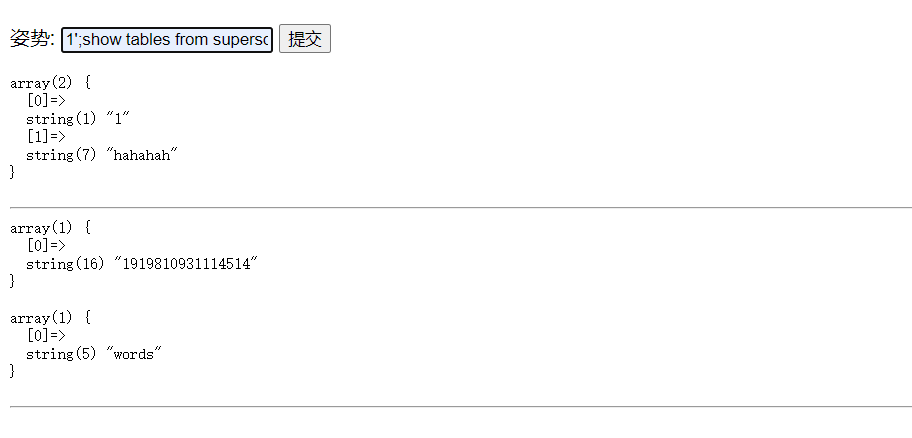 姿势: 1';show tables from supersq 提交
array(2) {
  [0]=>
  string(1) "1"
  [1]=>
  string(7) "hahahah"
}
array(1) {
  [0]=>
  string(16) "1919810931114514"
}
array(1) {
  [0]=>
  string(5) "words"
}